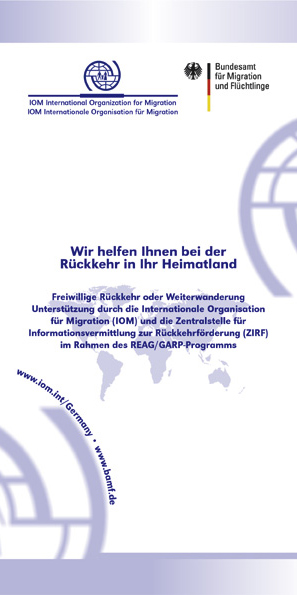 IOM International Organization for Migration
IOM Internationale Organisation für Migration
Bundesamt
für Migration
und Flüchtlinge
Wir helfen Ihnen bei der
Rückkehr in Ihr Heimatland
Freiwillige Rückkehr oder Weiterwanderung
Unterstützung durch die Internationale Organisation
für Migration (IOM) und die Zentralstelle für
Informationsvermittlung zur Rückkehrförderung (ZIRF)
im Rahmen des REAG/GARP-Programms
www.iom.int/Germany • www.bamf.de